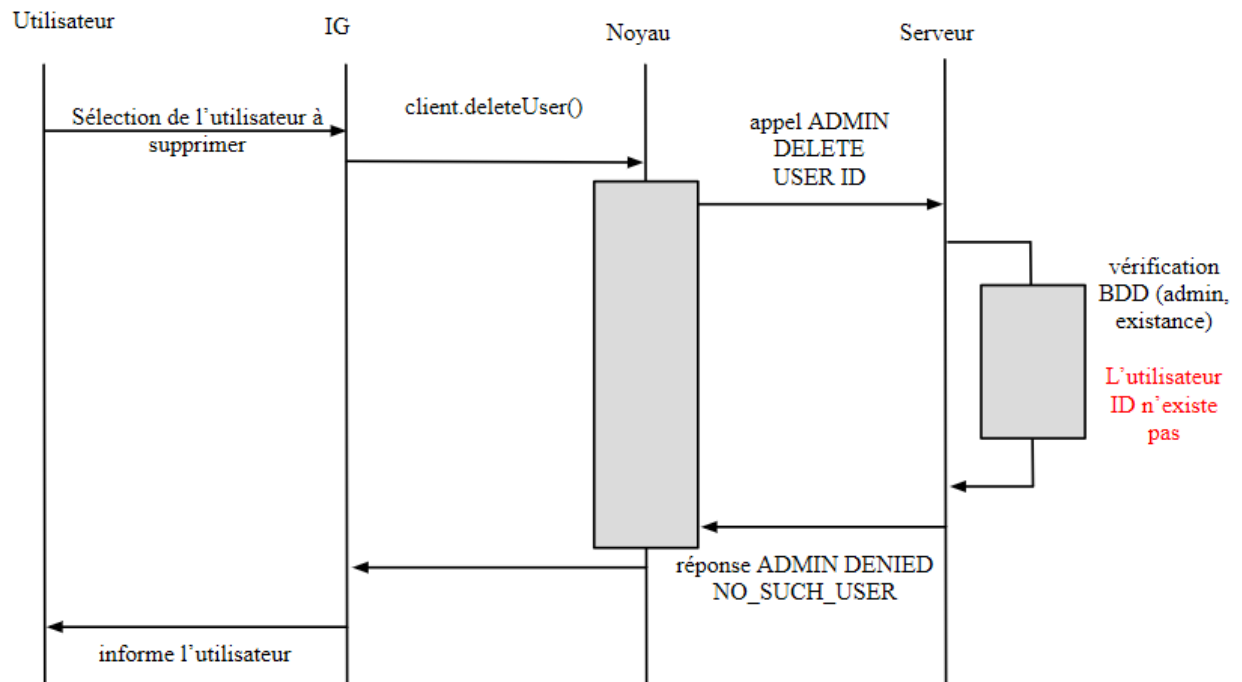 Utilisateur
IG
Noyau
Serveur
Sélection de l’utilisateur à
supprimer
client.deleteUser()
appel ADMIN
DELETE
USER ID
vérification
BDD (admin,
existance)
L’utilisateur
ID n’existe
pas
réponse ADMIN DENIED
NO_SUCH_USER
informe l’utilisateur